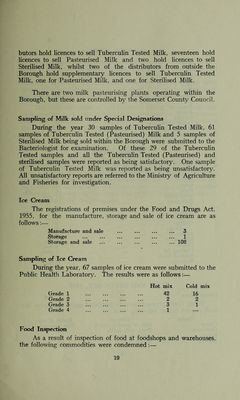 butors hold licences to sell Tuberculin Tested Milk, seventeen hold
licences to sell Pasteurised Milk and two hold licences to sell
Sterilised Milk, whilst two of the distributors from outside the
Borough hold supplementary licences to sell Tuberculin Tested
Milk, one for Pasteurised Milk, and one for Sterilised Milk.
There are two milk pasteurising plants operating within the
Borough, but these are controlled by the Somerset County Council.
Sampling of Milk sold under Special Designations
During the year 30 samples of Tuberculin Tested Milk, 61
samples of Tuberculin Tested (Pasteurised) Milk and 5 samples of
Sterilised Milk being sold within the Borough were submitted to the
Bacteriologist for examination. Of these 29 of the Tuberculin
Tested samples and all the Tuberculin Tested (Pasteurised) and
sterilised samples were reported as being satisfactory. One sample
of Tuberculin Tested Milk was reported as being unsatisfactory.
All unsatisfactory reports are referred to the Ministry of Agriculture
and Fisheries for investigation.
Ice Cream
The registrations of premises under the Food and Drugs Act,
1955, for the manufacture, storage and sale of ice cream are as
follows:—
Manufacture and sale ... ... ... ... 3
Storage ... ... ... ... ... 1
Storage and sale ... ... ... ... 108
Sampling of Ice Cream
During the year, 67 samples of ice cream were submitted to the
Public Health Laboratory. The results were as follows:—
Hot mix Cold mix
Grade 1 ... ... ... ... 42 16
Grade 2 ... ... ... ... 2 2
Grade 3 ... ... ... ... 3 1
Grade 4 ... ... ... ... 1 —
Food Inspection
As a result of inspection of food at foodshops and warehouses,
the following commodities were condemned:—
19